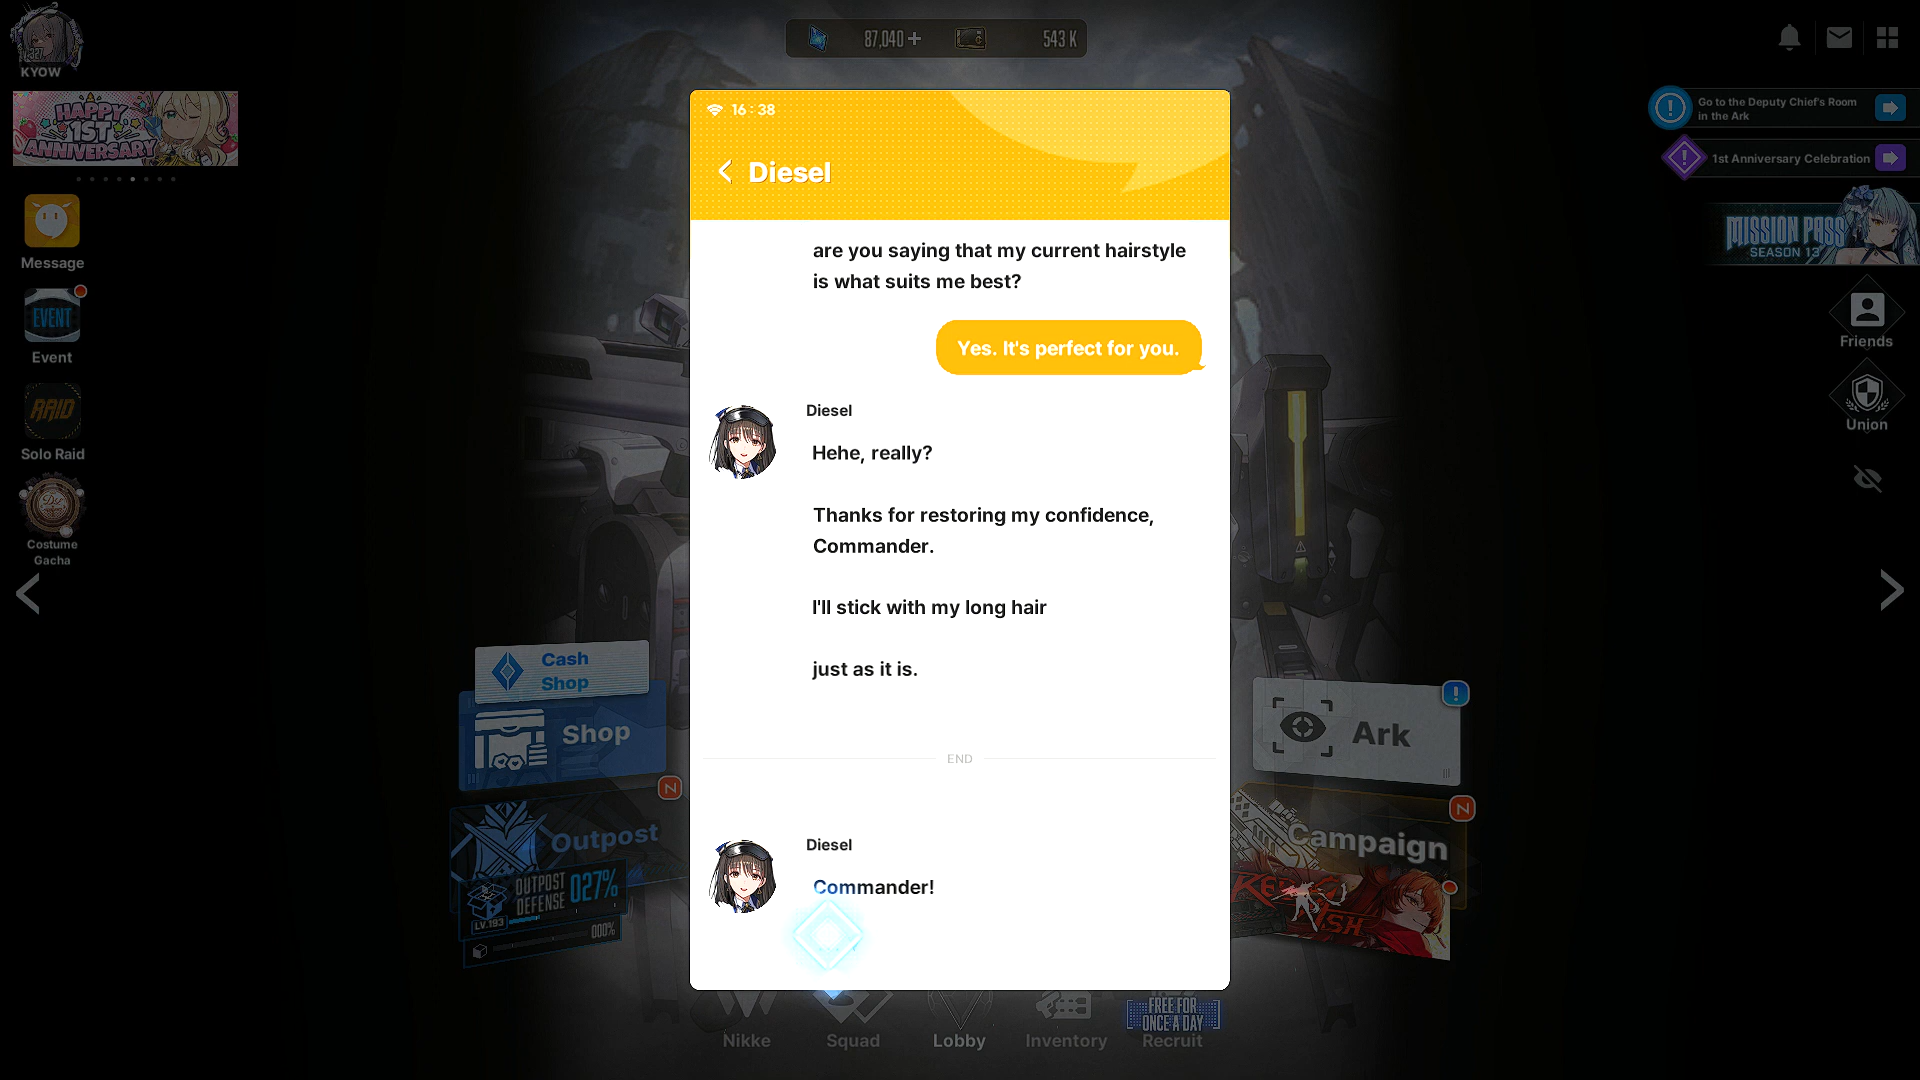 87,040
543 K
LV.227
KYOW
HAPPY
1ST
ANNIVERSARY
Message
EVENT
Event
RAID
Solo Raid
Costume
Gacha
16 : 38
Diesel
are you saying that my current hairstyle
is what suits me best?
Yes. It's perfect for you.
Diesel
Hehe, really?
Thanks for restoring my confidence,
Commander.
I'll stick with my long hair
just as it is.
END
Diesel
Commander!
Go to the Deputy Chief's Room
in the Ark
1st Anniversary Celebration
MISSION PASS
SEASON 13
Friends
Union
Cash
Shop
Shop
N
Outpost
OUTPOST
DEFENSE
027%
LV.193
000%
Ark
N
Campaign
Nikke
Squad
Lobby
Inventory
FREE FOR
ONCE A DAY
Recruit